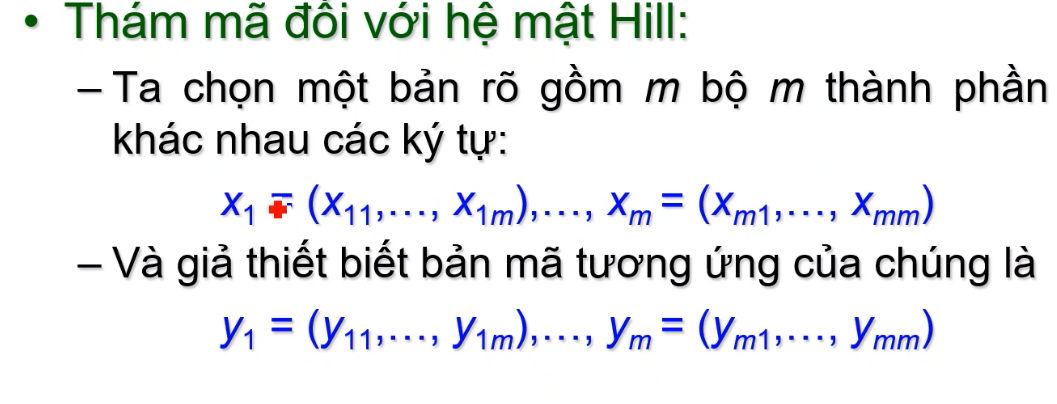 • Thám mã đối với hệ mật Hill:
– Ta chọn một bản rõ gồm m bộ m thành phần
khác nhau các ký tự:
x₁ = (x₁₁,…, x₁ₘ),…, xₘ = (xₘ₁,…, xₘₘ)
– Và giả thiết biết bản mã tương ứng của chúng là
y₁ = (y₁₁,…, y₁ₘ),…, yₘ = (yₘ₁,…, yₘₘ)